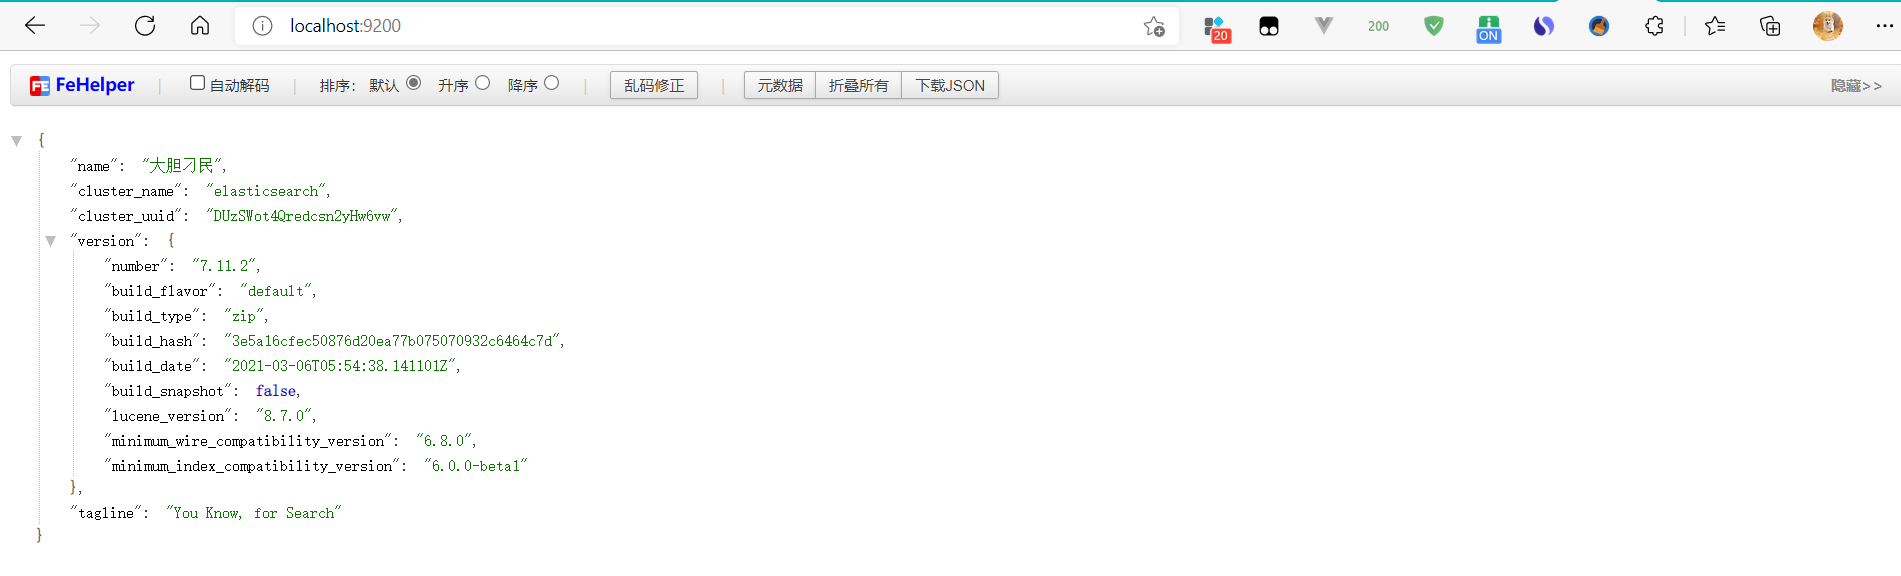 localhost:9200
20
200
ON
FE FeHelper | 自动解码 | 排序: 默认 升序 降序 | 乱码修正 | 元数据 折叠所有 下载JSON 隐藏>>
{
"name": "大胆刁民",
"cluster_name": "elasticsearch",
"cluster_uuid": "DUzSWot4Qredcsn2yHw6vw",
"version": {
"number": "7.11.2",
"build_flavor": "default",
"build_type": "zip",
"build_hash": "3e5a16cfec50876d20ea77b075070932c6464c7d",
"build_date": "2021-03-06T05:54:38.141101Z",
"build_snapshot": false,
"lucene_version": "8.7.0",
"minimum_wire_compatibility_version": "6.8.0",
"minimum_index_compatibility_version": "6.0.0-beta1"
},
"tagline": "You Know, for Search"
}